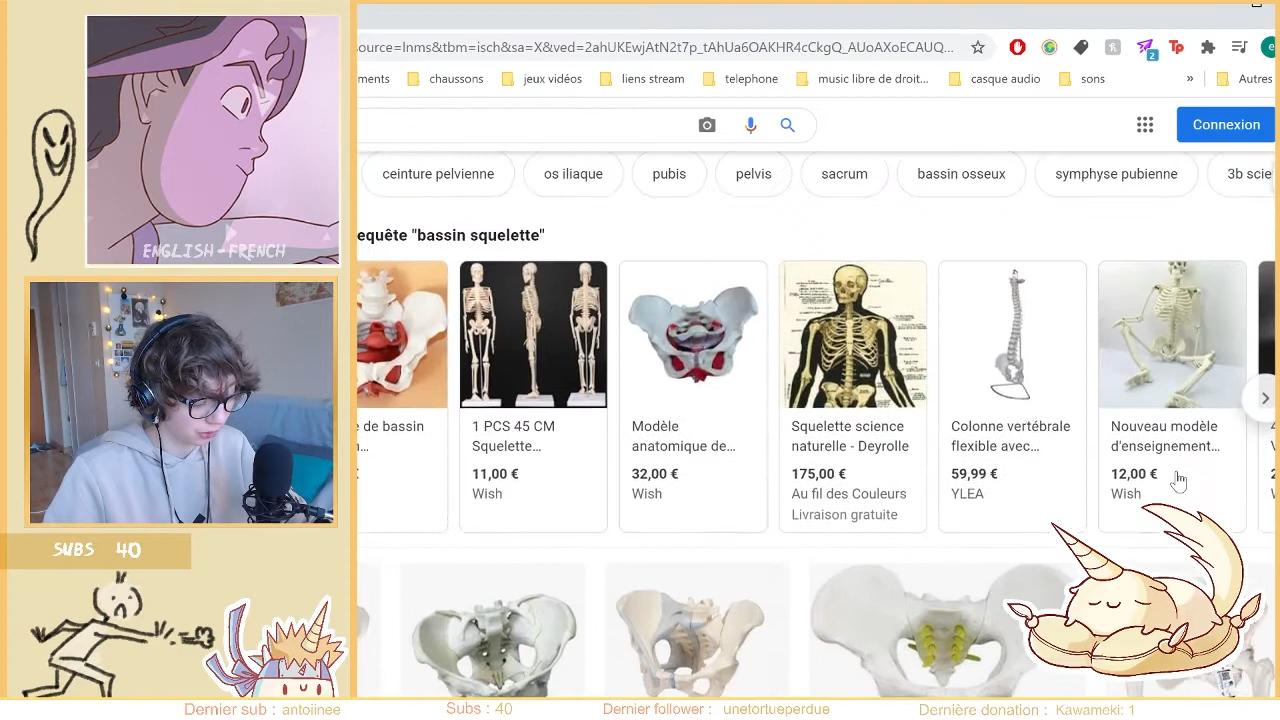 ource=lnms&tbm=isch&sa=X&ved=2ahUKEwjAtN2t7p_tAhUa6OAKHR4cCkgQ_AUoAXoECAUQ...
2
Tp
e
ments
chaussons
jeux vidéos
liens stream
telephone
music libre de droit...
casque audio
sons
»
Autres
Connexion
ceinture pelvienne
os iliaque
pubis
pelvis
sacrum
bassin osseux
symphyse pubienne
3b scie
equête "bassin squelette"
e de bassin
n…
€
1 PCS 45 CM
Squelette…
11,00 €
Wish
Modèle
anatomique de…
32,00 €
Wish
Squelette science
naturelle - Deyrolle
175,00 €
Au fil des Couleurs
Livraison gratuite
Colonne vertébrale
flexible avec…
59,99 €
YLEA
Nouveau modèle
d'enseignement…
12,00 €
Wish
ENGLISH-FRENCH
SUBS 40
Dernier sub : antoiinee
Subs : 40
Dernier follower : unetortueperdue
Dernière donation : Kawameki: 1